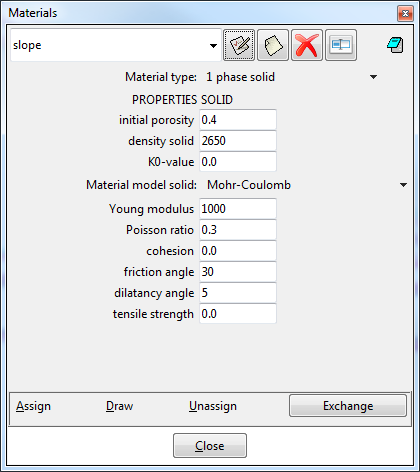 Materials
slope
Material type: 1 phase solid
PROPERTIES SOLID
initial porosity 0.4
density solid 2650
K0-value 0.0
Material model solid: Mohr-Coulomb
Young modulus 1000
Poisson ratio 0.3
cohesion 0.0
friction angle 30
dilatancy angle 5
tensile strength 0.0
Assign Draw Unassign Exchange
Close